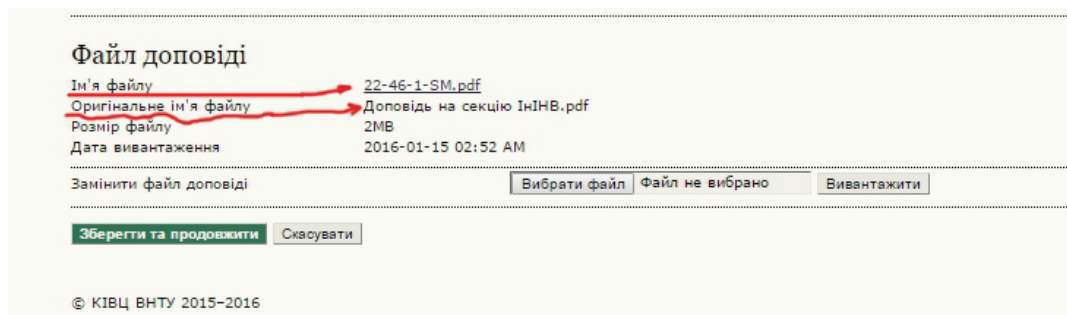 Файл доповіді
Ім'я файлу 22-46-1-SM.pdf
Оригінальне ім'я файлу Доповідь на секцію ІнІНВ.pdf
Розмір файлу 2MB
Дата вивантаження 2016-01-15 02:52 AM
Замінити файл доповіді Вибрати файл Файл не вибрано Вивантажити
Зберегти та продовжити Скасувати
© КІВЦ ВНТУ 2015–2016